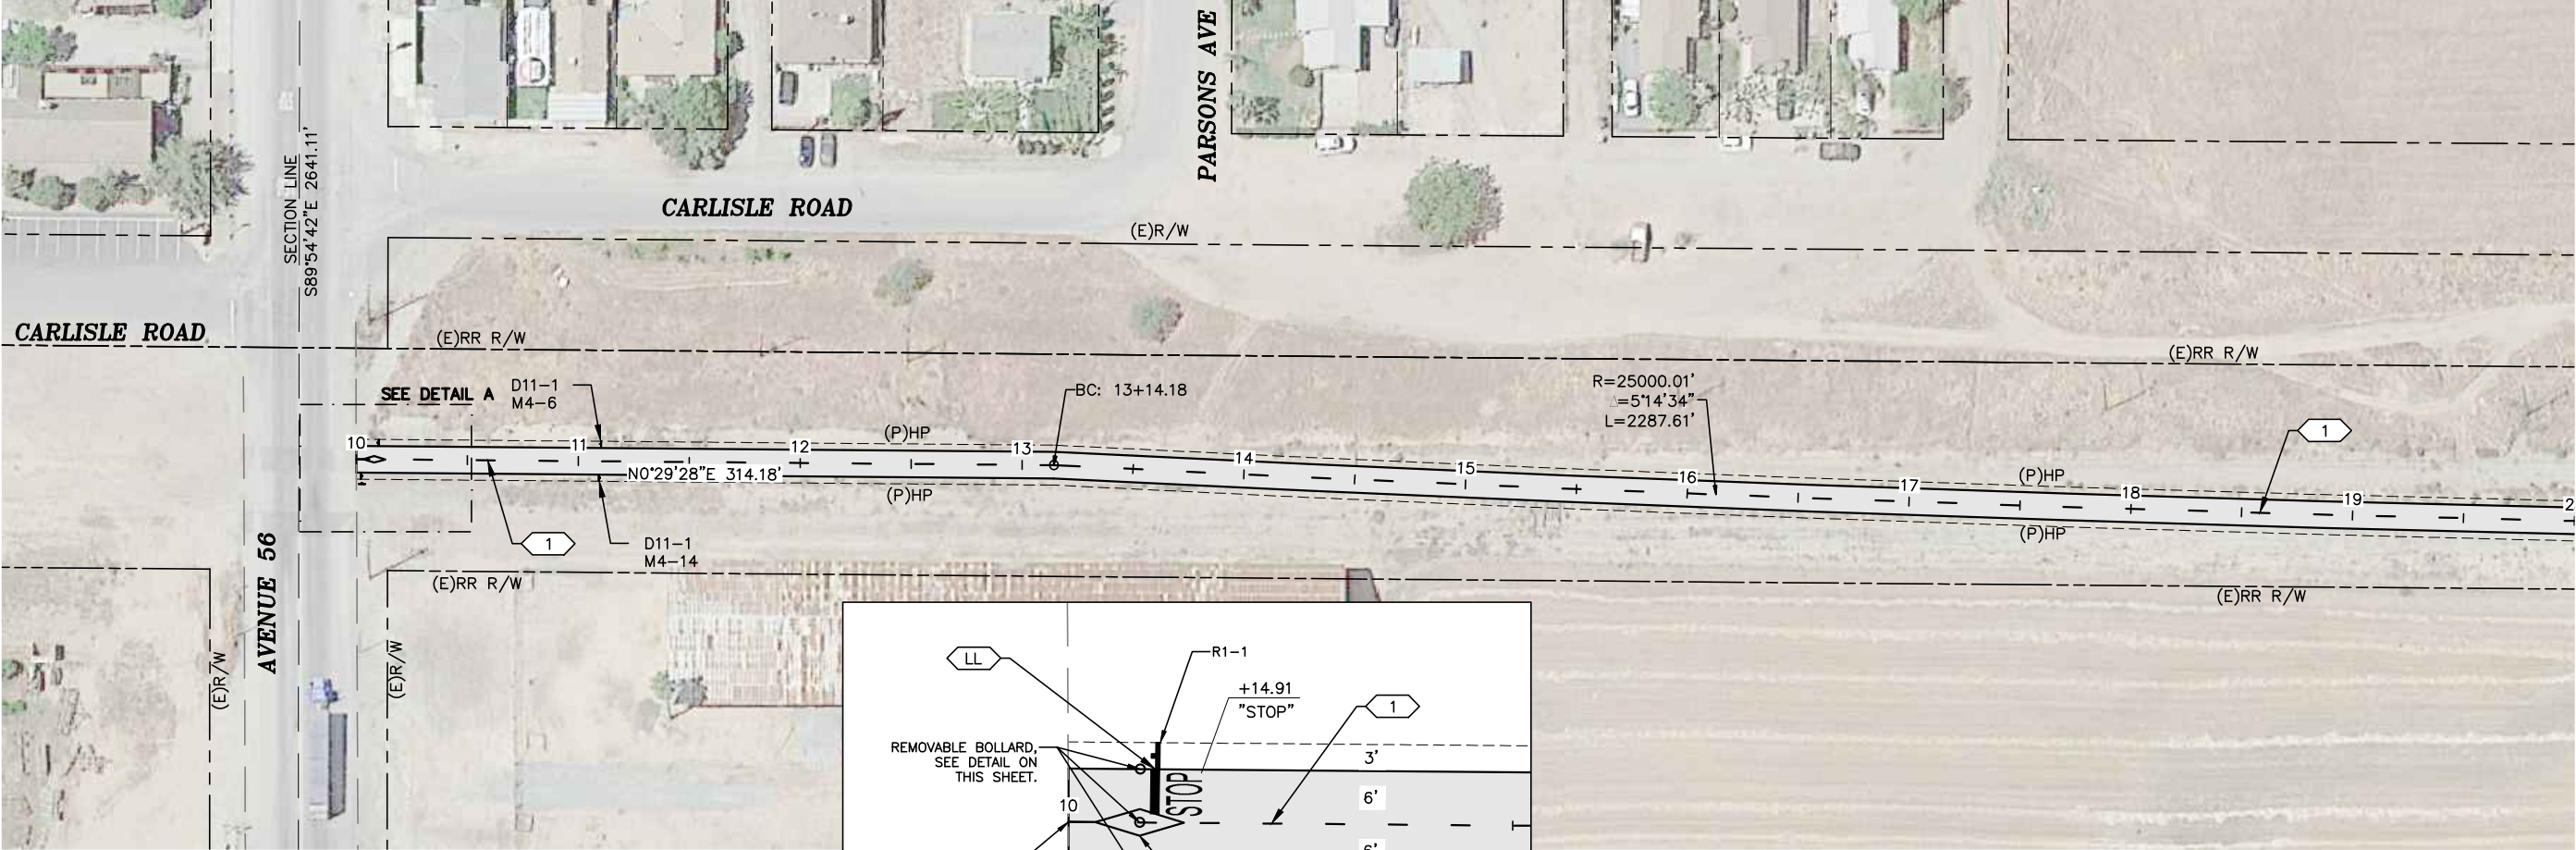 PARSONS AVE
SECTION LINE
S89°54'42"E 2641.11'
CARLISLE ROAD
(E)R/W
CARLISLE ROAD
(E)RR R/W
(E)RR R/W
SEE DETAIL A
D11-1
M4-6
BC: 13+14.18
R=25000.01'
Δ=5°14'34"
L=2287.61'
1
10
11
12
13
14
15
16
17
18
19
2
(P)HP
(P)HP
N0°29'28"E 314.18'
(P)HP
(P)HP
1
D11-1
M4-14
AVENUE 56
(E)RR R/W
(E)RR R/W
(E)R/W
(E)R/W
LL
R1-1
+14.91
"STOP"
1
REMOVABLE BOLLARD,
SEE DETAIL ON
THIS SHEET.
3'
STOP
6'
10
6'